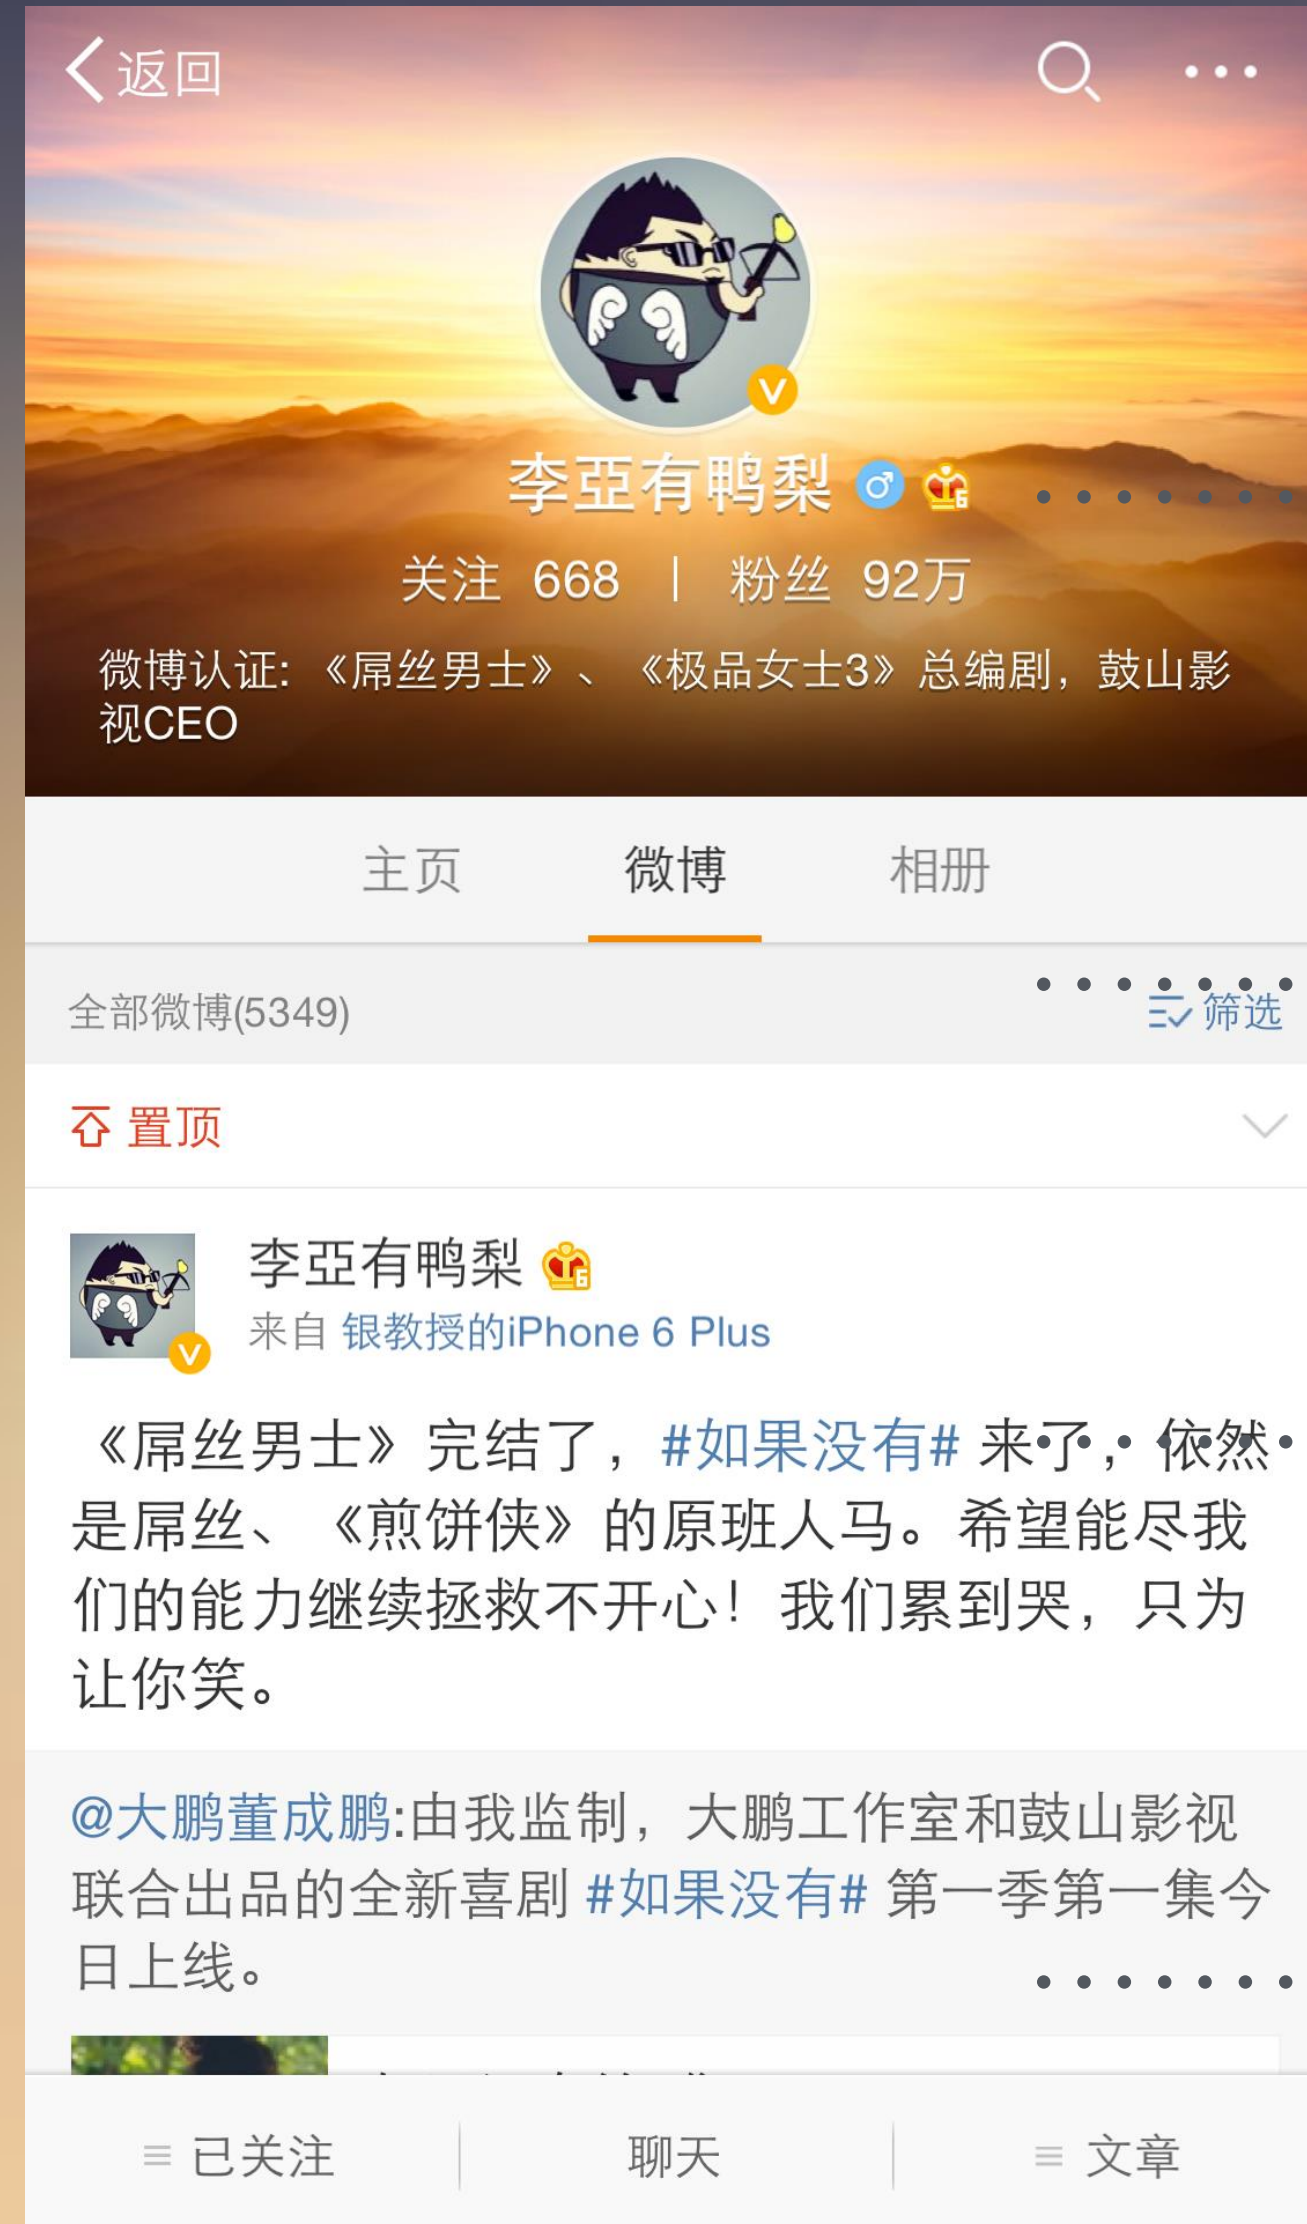 返回
李亞有鸭梨
关注 668 | 粉丝 92万
微博认证: 《屌丝男士》、《极品女士3》总编剧，鼓山影
视CEO
主页 微博 相册
全部微博(5349) 筛选
置顶
李亞有鸭梨
来自 银教授的iPhone 6 Plus
《屌丝男士》完结了，#如果没有# 来了，依然
是屌丝、《煎饼侠》的原班人马。希望能尽我
们的能力继续拯救不开心！我们累到哭，只为
让你笑。
@大鹏董成鹏:由我监制，大鹏工作室和鼓山影视
联合出品的全新喜剧 #如果没有# 第一季第一集今
日上线。
已关注 聊天 文章